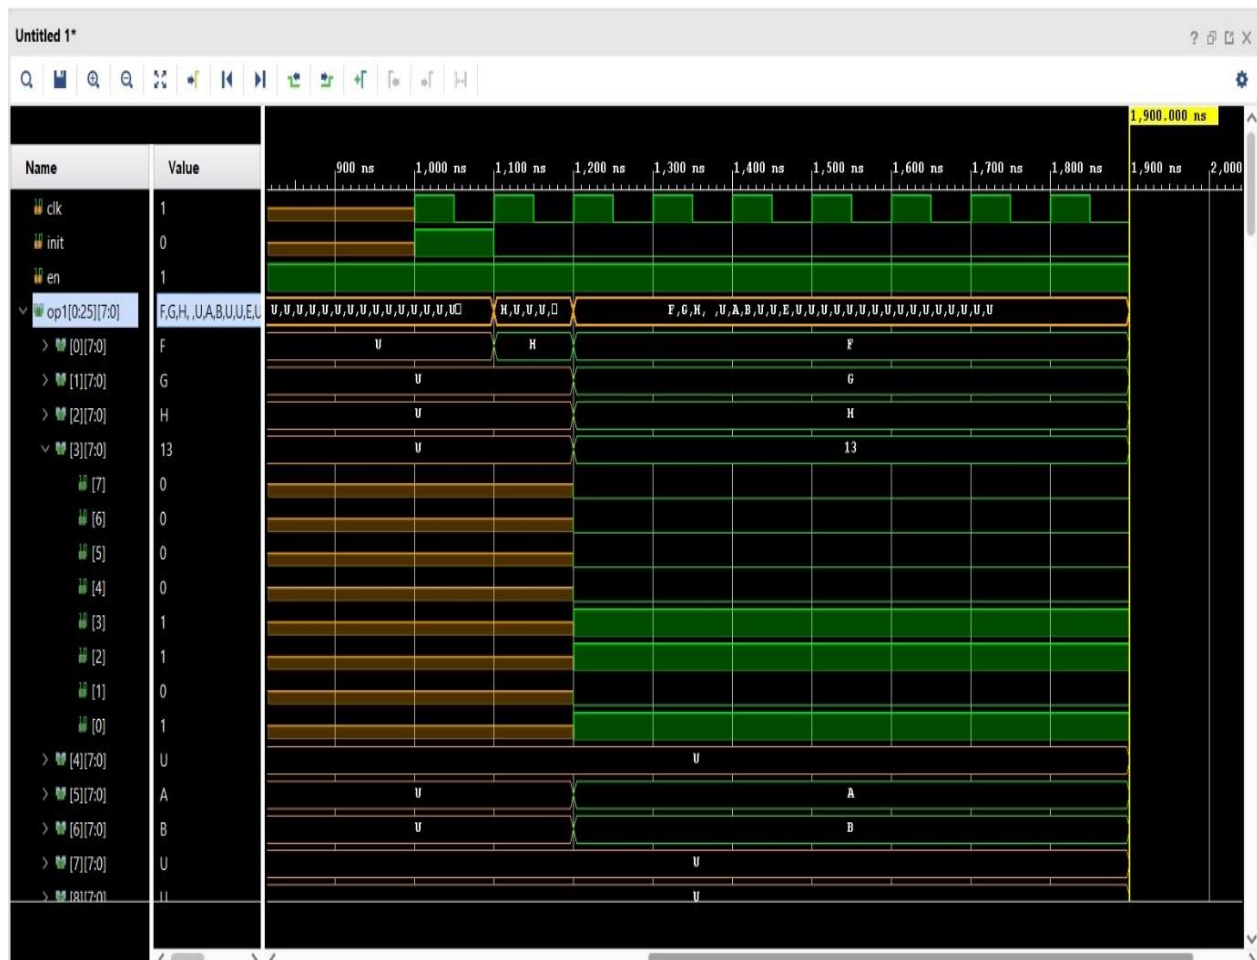 Untitled 1*
1,900.000 ns
Name Value 900 ns 1,000 ns 1,100 ns 1,200 ns 1,300 ns 1,400 ns 1,500 ns 1,600 ns 1,700 ns 1,800 ns 1,900 ns 2,000
clk 1
init 0
en 1
op1[0:25][7:0] F,G,H, ,U,A,B,U,U,E,U U,U,U,U,U,U,U,U,U,U,U,U,U,U,U H,U,U,U, F,G,H, ,U,A,B,U,U,E,U,U,U,U,U,U,U,U,U,U,U,U,U,U,U,U
[0][7:0] F U H F
[1][7:0] G U G
[2][7:0] H U H
[3][7:0] 13 U 13
[7] 0
[6] 0
[5] 0
[4] 0
[3] 1
[2] 1
[1] 0
[0] 1
[4][7:0] U U
[5][7:0] A U A
[6][7:0] B U B
[7][7:0] U U
[8][7:0] U U